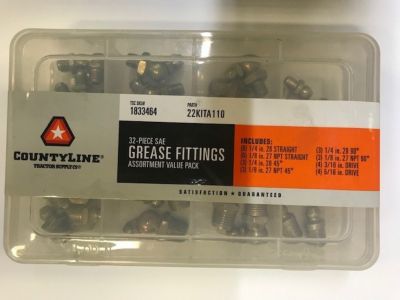 TSC SKU#
1833464
PART#
22KITA110
COUNTYLINE®
TRACTOR SUPPLY CO.®
32-PIECE SAE
GREASE FITTINGS
ASSORTMENT VALUE PACK
INCLUDES:
1/4 in. 28 STRAIGHT
1/8 in. 27 NPT STRAIGHT
(3) 1/4 in. 28 45°
(3) 1/8 in. 27 NPT 45°
(3) 1/4 in. 28 90°
(3) 1/8 in. 27 NPT 90°
(4) 3/16 in. DRIVE
(4) 5/16 in. DRIVE
SATISFACTION ★ GUARANTEED